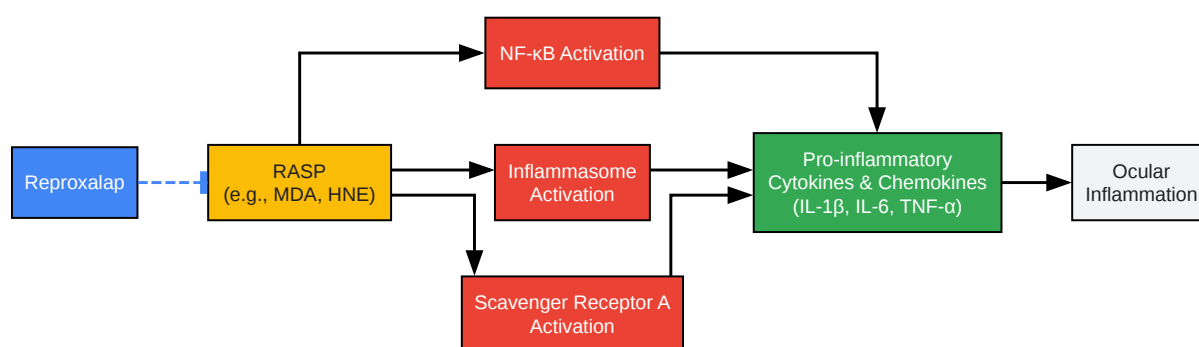 NF-κB Activation
Reproxalap
RASP
(e.g., MDA, HNE)
Inflammasome
Activation
Pro-inflammatory
Cytokines & Chemokines
(IL-1β, IL-6, TNF-α)
Ocular
Inflammation
Scavenger Receptor A
Activation